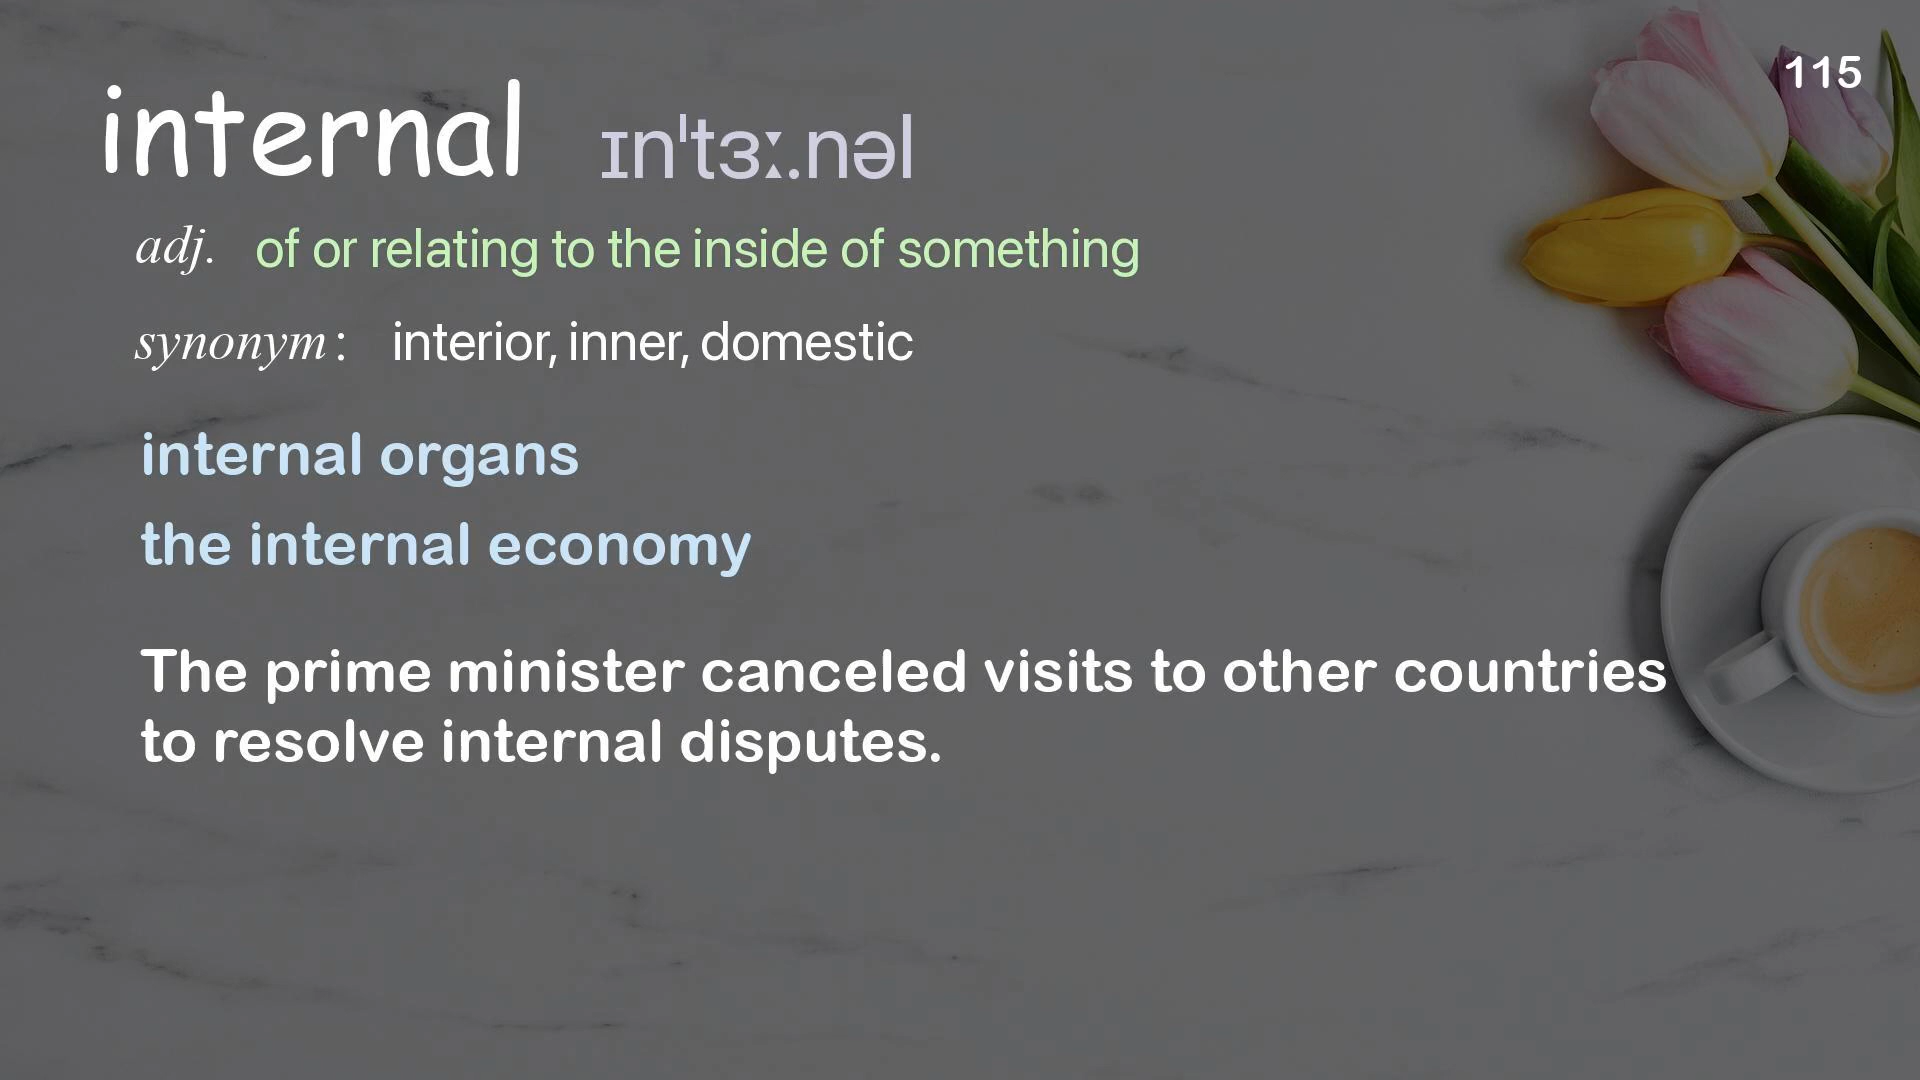 115
internal ɪnˈtɜː.nəl
adj. of or relating to the inside of something
synonym: interior, inner, domestic
internal organs
the internal economy
The prime minister canceled visits to other countries
to resolve internal disputes.